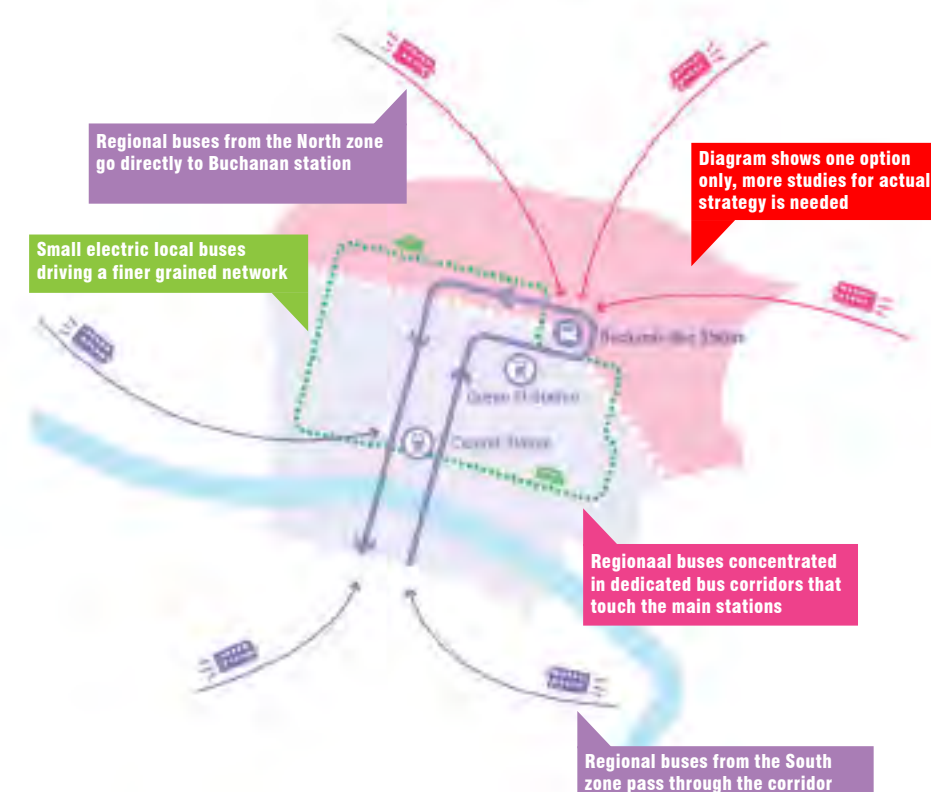 Regional buses from the North zone
go directly to Buchanan station
Diagram shows one option
only, more studies for actual
strategy is needed
Small electric local buses
driving a finer grained network
Buchanan Bus Station
Queen St Station
Central Station
Regionaal buses concentrated
in dedicated bus corridors that
touch the main stations
Regional buses from the South
zone pass through the corridor